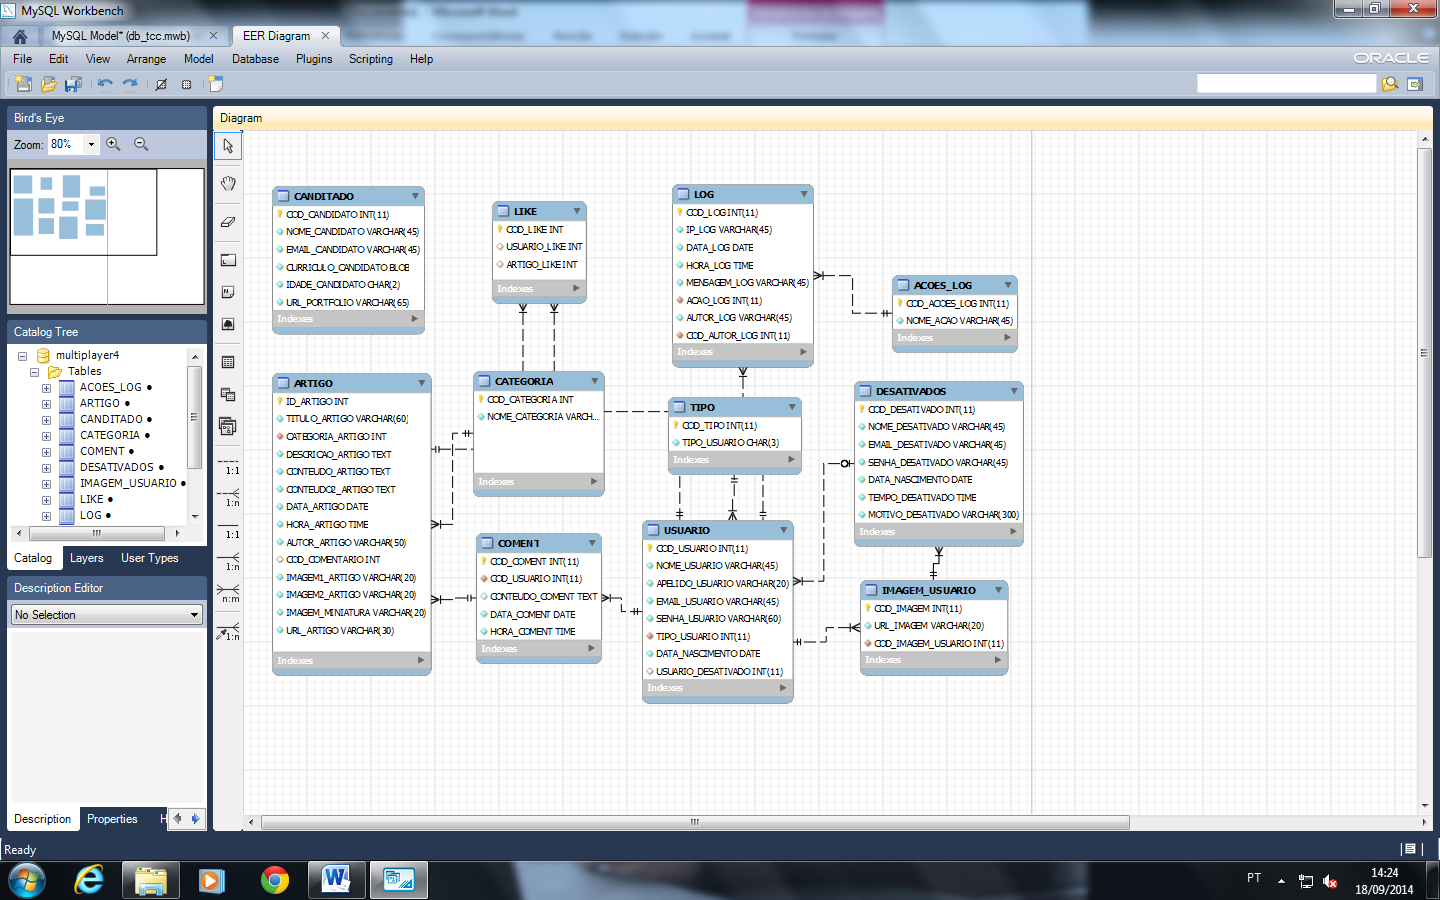 MySQL Workbench
MySQL Model* (db_tcc.mwb)
EER Diagram
File Edit View Arrange Model Database Plugins Scripting Help
ORACLE
Bird's Eye
Zoom: 80%
Catalog Tree
multiplayer4
Tables
ACOES_LOG
ARTIGO
CANDITADO
CATEGORIA
COMENT
DESATIVADOS
IMAGEM_USUARIO
LIKE
LOG
Catalog Layers User Types
Description Editor
No Selection
Description Properties H
Diagram
1:1
1:n
1:1
1:n
n:m
1:n
CANDITADO
COD_CANDIDATO INT(11)
NOME_CANDIDATO VARCHAR(45)
EMAIL_CANDIDATO VARCHAR(45)
CURRICULO_CANDIDATO BLOB
IDADE_CANDIDATO CHAR(2)
URL_PORTFOLIO VARCHAR(65)
Indexes
LIKE
COD_LIKE INT
USUARIO_LIKE INT
ARTIGO_LIKE INT
Indexes
LOG
COD_LOG INT(11)
IP_LOG VARCHAR(45)
DATA_LOG DATE
HORA_LOG TIME
MENSAGEM_LOG VARCHAR(45)
ACAO_LOG INT(11)
AUTOR_LOG VARCHAR(45)
COD_AUTOR_LOG INT(11)
Indexes
ACOES_LOG
COD_ACOES_LOG INT(11)
NOME_ACAO VARCHAR(45)
Indexes
ARTIGO
ID_ARTIGO INT
TITULO_ARTIGO VARCHAR(60)
CATEGORIA_ARTIGO INT
DESCRICAO_ARTIGO TEXT
CONTEUDO_ARTIGO TEXT
CONTEUDO2_ARTIGO TEXT
DATA_ARTIGO DATE
HORA_ARTIGO TIME
AUTOR_ARTIGO VARCHAR(50)
COD_COMENTARIO INT
IMAGEM1_ARTIGO VARCHAR(20)
IMAGEM2_ARTIGO VARCHAR(20)
IMAGEM_MINIATURA VARCHAR(20)
URL_ARTIGO VARCHAR(30)
Indexes
CATEGORIA
COD_CATEGORIA INT
NOME_CATEGORIA VARCH...
Indexes
TIPO
COD_TIPO INT(11)
TIPO_USUARIO CHAR(3)
Indexes
DESATIVADOS
COD_DESATIVADO INT(11)
NOME_DESATIVADO VARCHAR(45)
EMAIL_DESATIVADO VARCHAR(45)
SENHA_DESATIVADO VARCHAR(45)
DATA_NASCIMENTO DATE
TEMPO_DESATIVADO TIME
MOTIVO_DESATIVADO VARCHAR(300)
Indexes
COMENT
COD_COMENT INT(11)
COD_USUARIO INT(11)
CONTEUDO_COMENT TEXT
DATA_COMENT DATE
HORA_COMENT TIME
Indexes
USUARIO
COD_USUARIO INT(11)
NOME_USUARIO VARCHAR(45)
APELIDO_USUARIO VARCHAR(20)
EMAIL_USUARIO VARCHAR(45)
SENHA_USUARIO VARCHAR(60)
TIPO_USUARIO INT(11)
DATA_NASCIMENTO DATE
USUARIO_DESATIVADO INT(11)
Indexes
IMAGEM_USUARIO
COD_IMAGEM INT(11)
URL_IMAGEM VARCHAR(20)
COD_IMAGEM_USUARIO INT(11)
Indexes
Ready
PT
14:24
18/09/2014